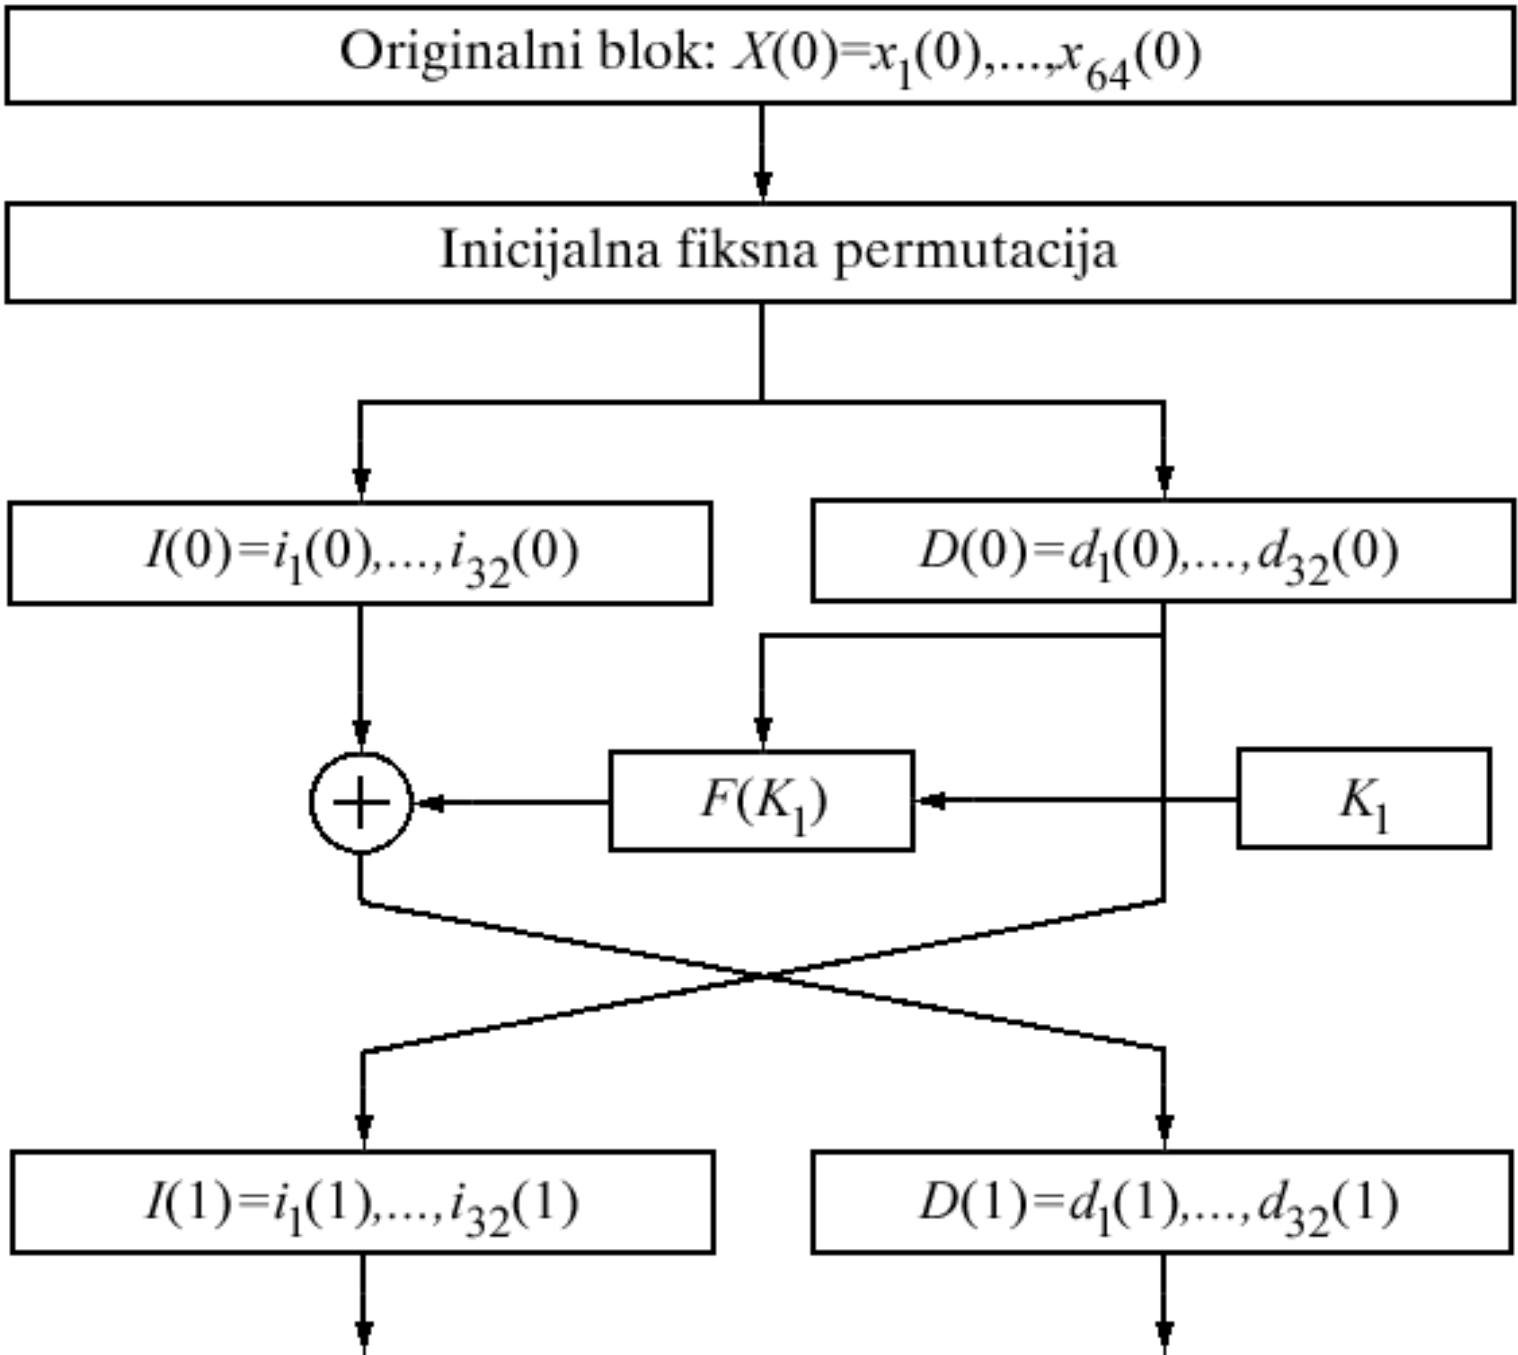 Originalni blok: X(0)=x₁(0),...,x₆₄(0)
Inicijalna fiksna permutacija
I(0)=i₁(0),...,i₃₂(0)
D(0)=d₁(0),...,d₃₂(0)
+
F(K₁)
K₁
I(1)=i₁(1),...,i₃₂(1)
D(1)=d₁(1),...,d₃₂(1)